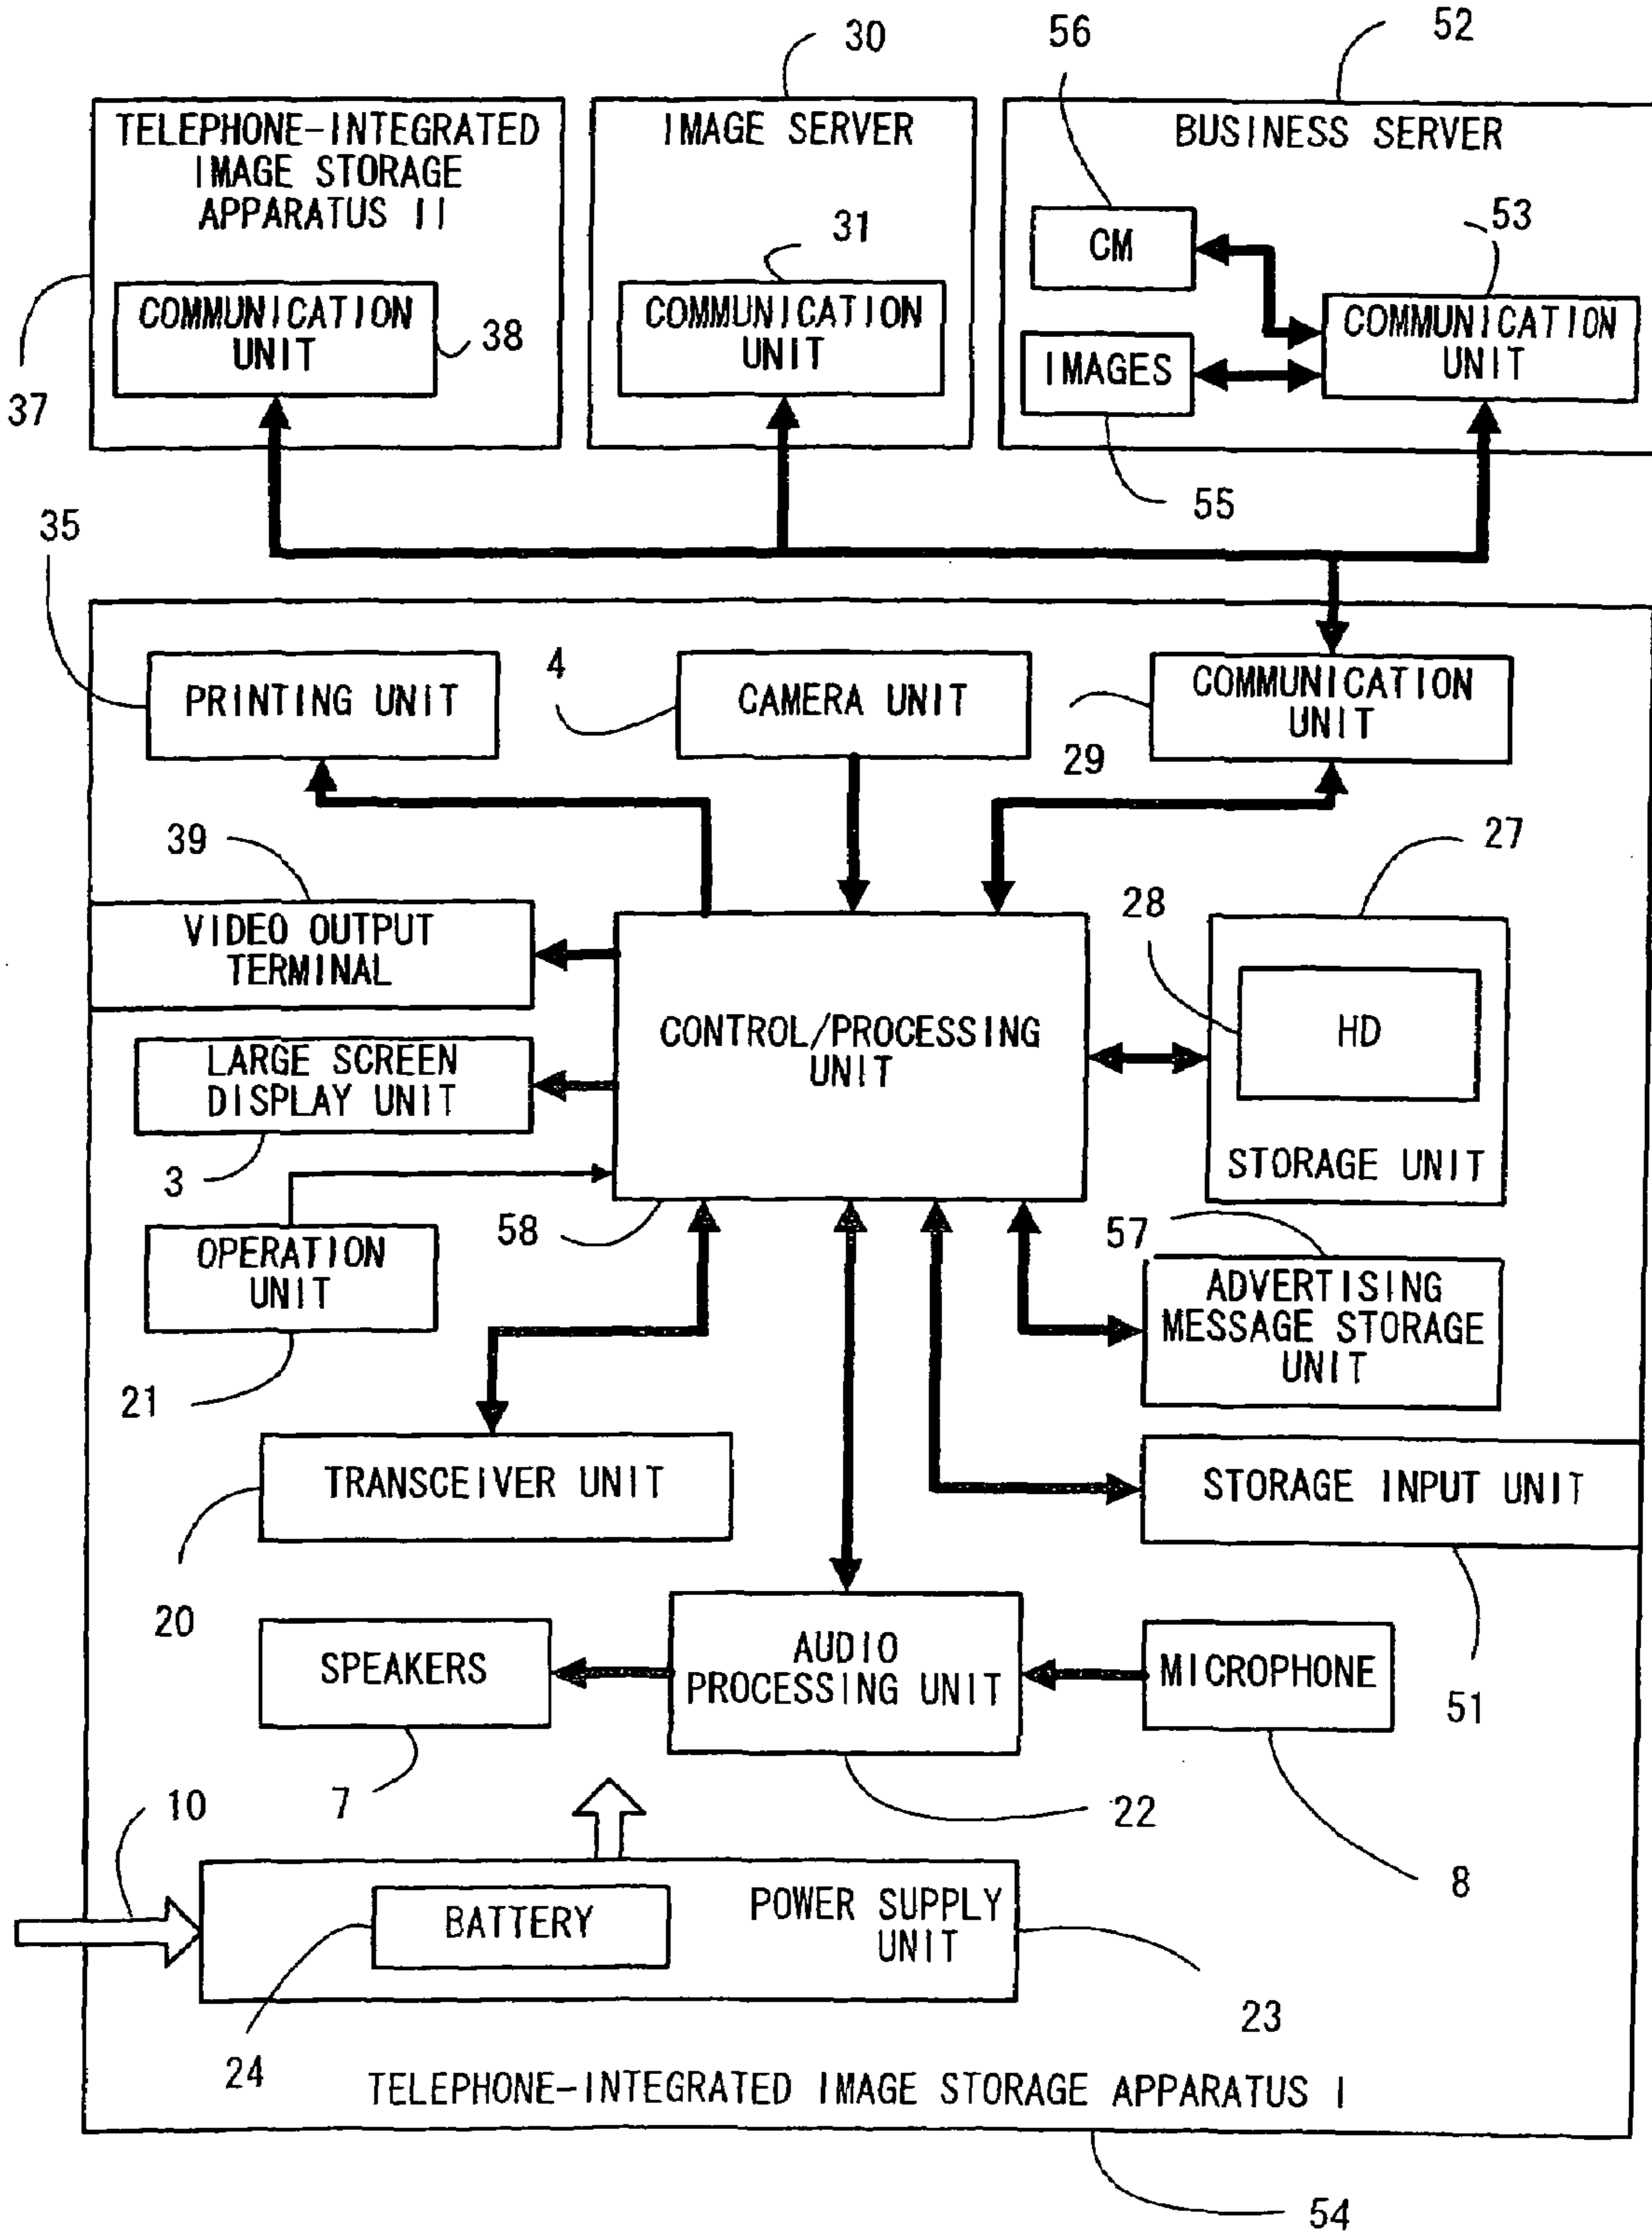 56
52
30
TELEPHONE-INTEGRATED
IMAGE STORAGE
APPARATUS II
IMAGE SERVER
BUSINESS SERVER
53
31
CM
COMMUNICATION
UNIT
38
COMMUNICATION
UNIT
COMMUNICATION
UNIT
IMAGES
37
55
35
4
PRINTING UNIT
CAMERA UNIT
COMMUNICATION
UNIT
29
39
27
28
VIDEO OUTPUT
TERMINAL
HD
CONTROL/PROCESSING
UNIT
LARGE SCREEN
DISPLAY UNIT
STORAGE UNIT
3
58
57
OPERATION
UNIT
ADVERTISING
MESSAGE STORAGE
UNIT
21
TRANSCEIVER UNIT
STORAGE INPUT UNIT
20
SPEAKERS
AUDIO
PROCESSING UNIT
MICROPHONE
51
7
10
22
8
BATTERY
POWER SUPPLY
UNIT
23
24
TELEPHONE-INTEGRATED IMAGE STORAGE APPARATUS I
54